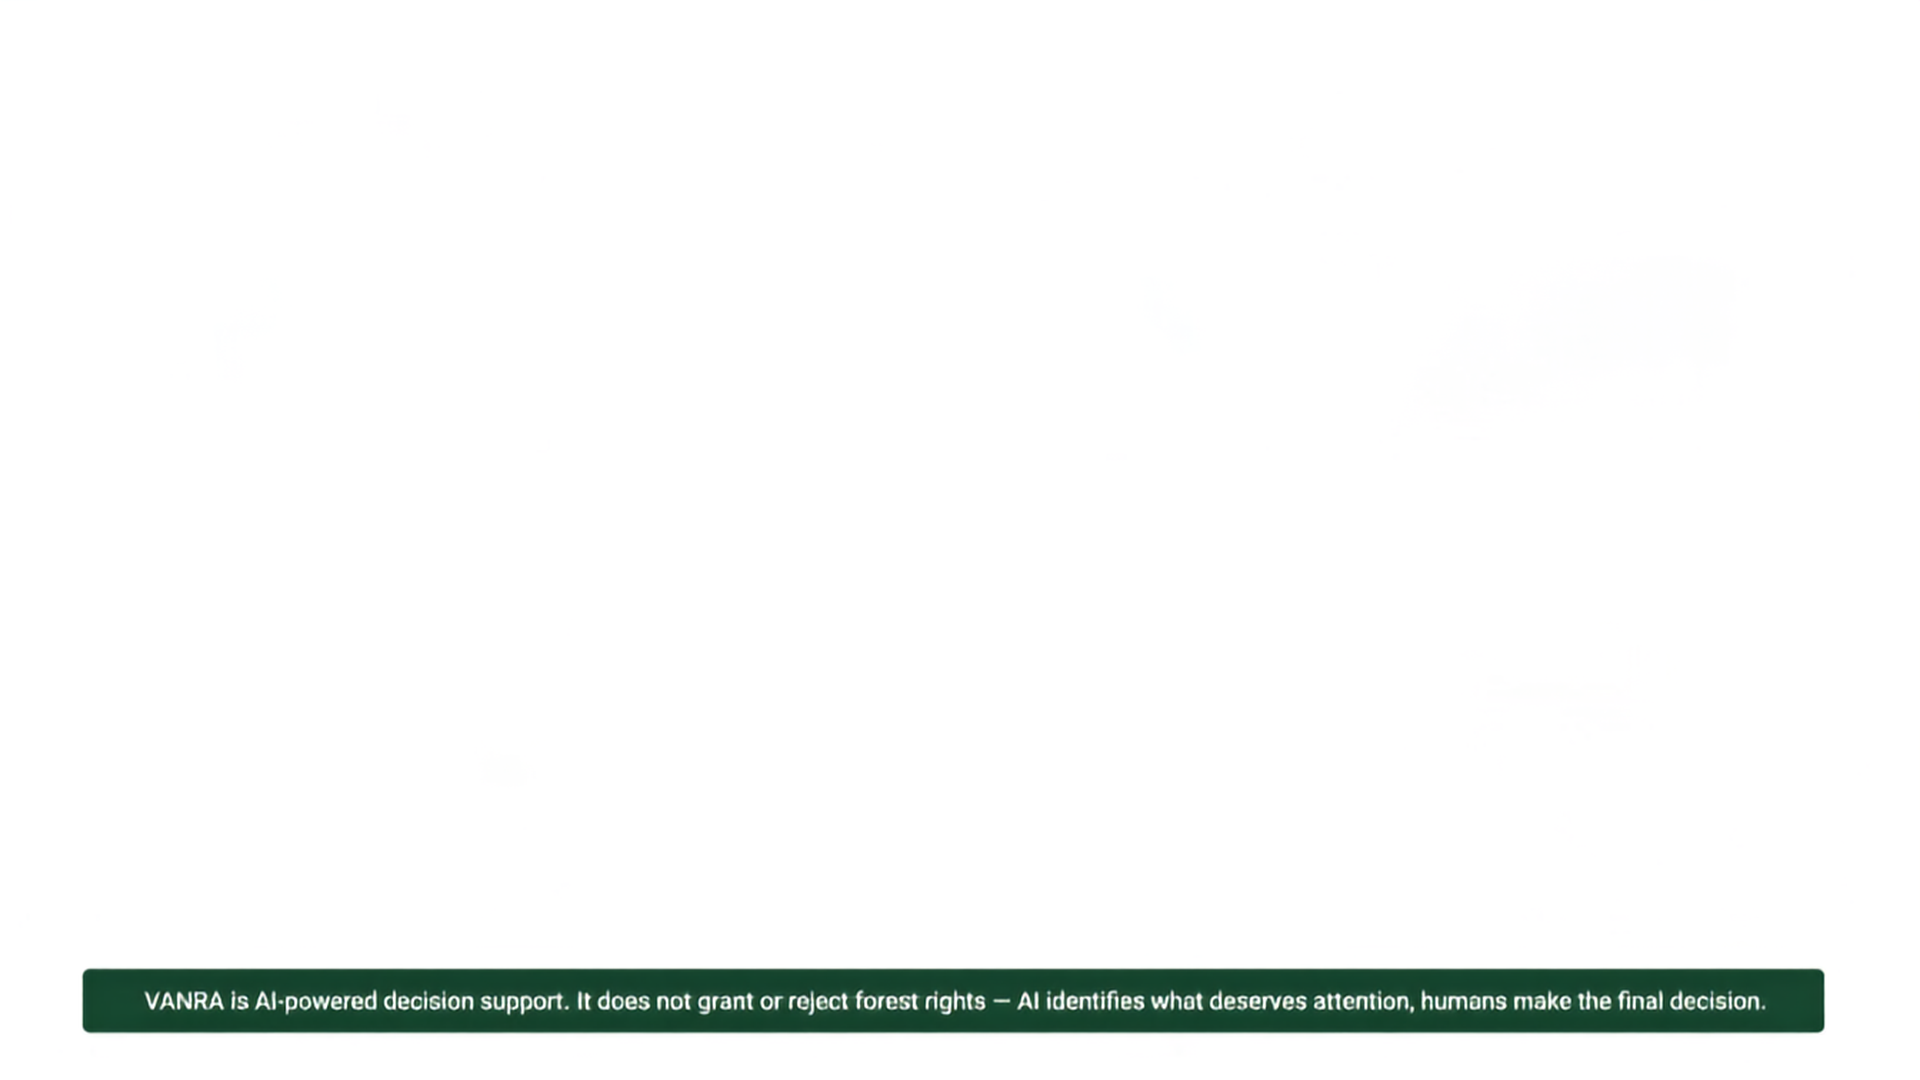 VANRA is AI-powered decision support. It does not grant or reject forest rights — AI identifies what deserves attention, humans make the final decision.